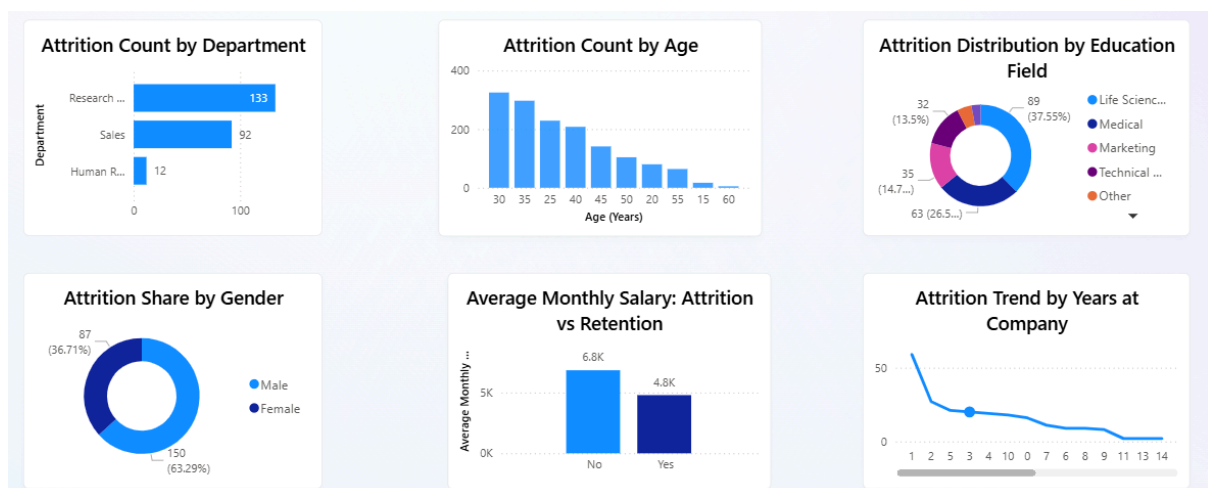 Attrition Count by Department
Department
Research ...
133
Sales
92
Human R...
12
0
100
Attrition Count by Age
400
200
0
30 35 25 40 45 50 20 55 15 60
Age (Years)
Attrition Distribution by Education
Field
32
(13.5%)
89
(37.55%)
35
(14.7...)
63 (26.5...)
Life Scienc...
Medical
Marketing
Technical ...
Other
Attrition Share by Gender
87
(36.71%)
150
(63.29%)
Male
Female
Average Monthly Salary: Attrition
vs Retention
Average Monthly ...
6.8K
4.8K
5K
0K
No Yes
Attrition Trend by Years at
Company
50
0
1 2 5 3 4 10 0 7 6 8 9 11 13 14